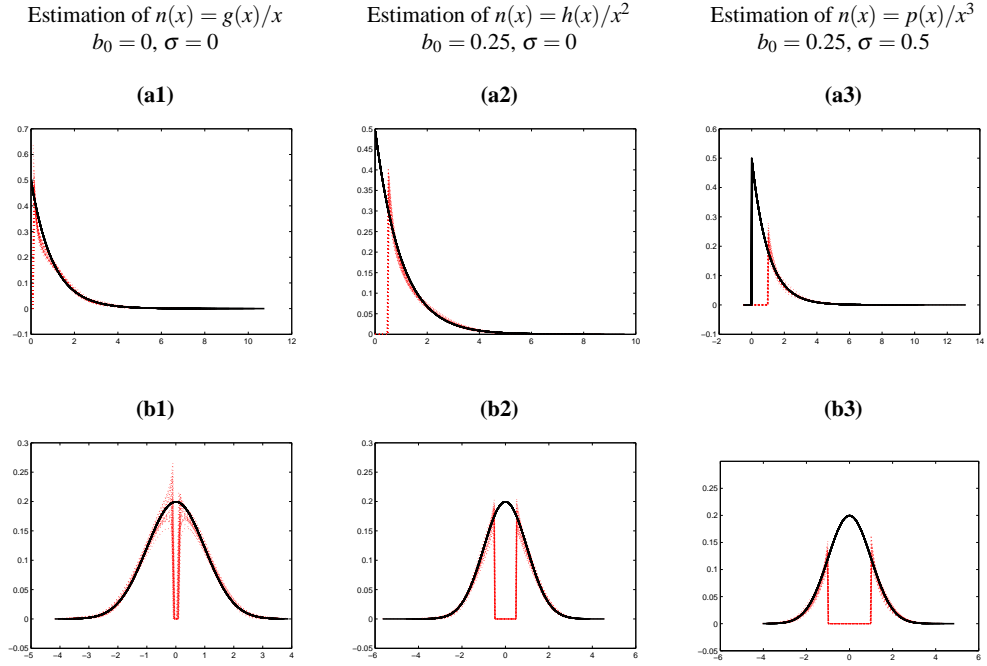 Estimation of n(x) = g(x)/x
b₀ = 0, σ = 0
Estimation of n(x) = h(x)/x²
b₀ = 0.25, σ = 0
Estimation of n(x) = p(x)/x³
b₀ = 0.25, σ = 0.5
(a1)
(a2)
(a3)
0.7
0.6
0.5
0.4
0.3
0.2
0.1
0
−0.1
0 2 4 6 8 10 12
0.5
0.45
0.4
0.35
0.3
0.25
0.2
0.15
0.1
0.05
0
0 2 4 6 8 10
0.6
0.5
0.4
0.3
0.2
0.1
0
−0.1
−2 0 2 4 6 8 10 12 14
(b1)
(b2)
(b3)
0.3
0.25
0.2
0.15
0.1
0.05
0
−0.05
−5 −4 −3 −2 −1 0 1 2 3 4
0.3
0.25
0.2
0.15
0.1
0.05
0
−0.05
−6 −4 −2 0 2 4 6
0.25
0.2
0.15
0.1
0.05
0
−0.05
−6 −4 −2 0 2 4 6